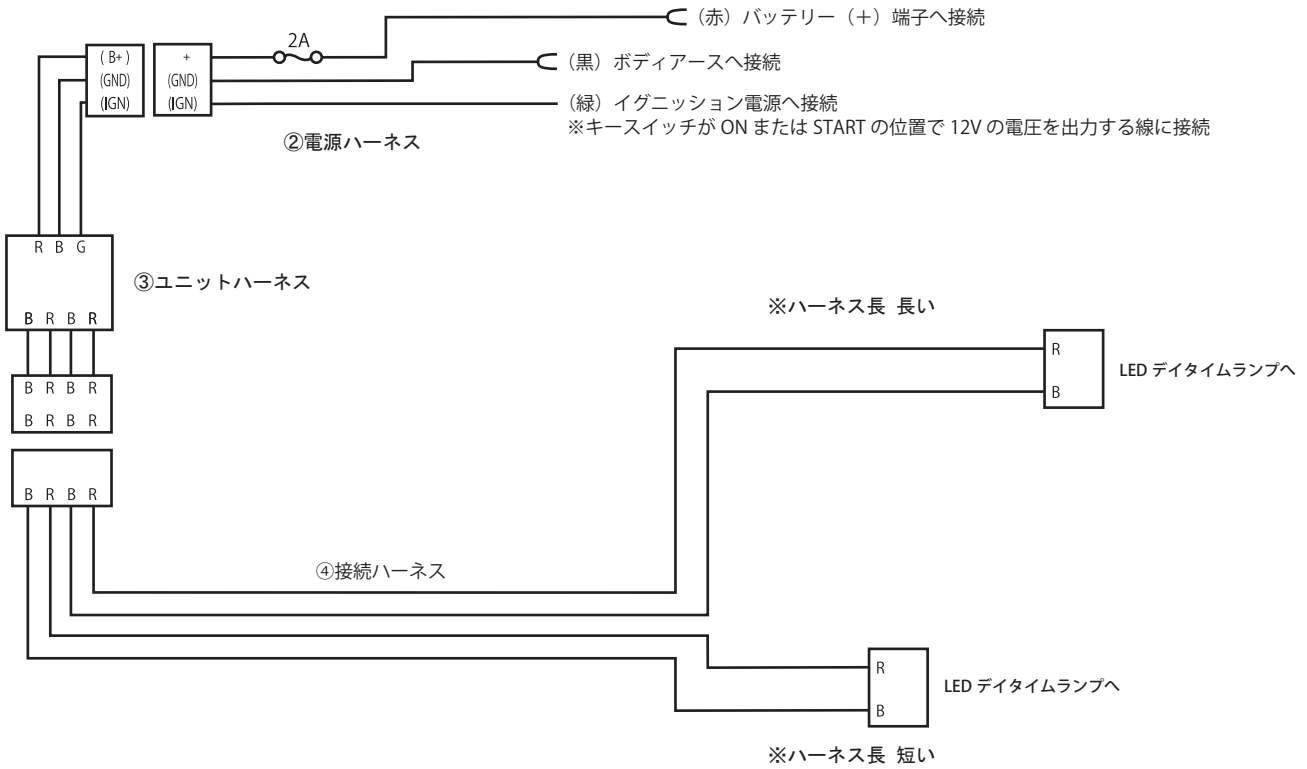 (赤)バッテリー(+)端子へ接続
2A
( B+ )
+
(黒)ボディアースへ接続
(GND)
(GND)
(IGN)
(IGN)
(緑)イグニッション電源へ接続
※キースイッチが ON または START の位置で 12V の電圧を出力する線に接続
②電源ハーネス
R B G
③ユニットハーネス
B R B R
※ハーネス長 長い
R
LED デイタイムランプへ
B
B R B R
B R B R
B R B R
④接続ハーネス
R
LED デイタイムランプへ
B
※ハーネス長 短い